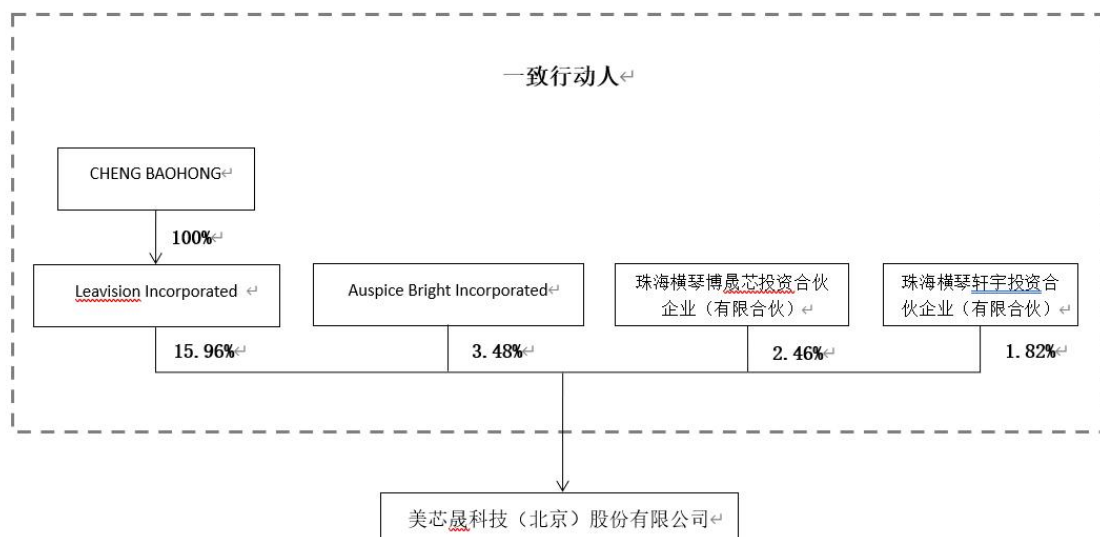 一致行动人↵
CHENG BAOHONG↵
100%↵
Leavision Incorporated ↵
Auspice Bright Incorporated↵
珠海横琴博晟芯投资合伙
企业（有限合伙）↵
珠海横琴轩宇投资合
伙企业（有限合伙）↵
15.96%↵
3.48%↵
2.46%↵
1.82%↵
美芯晟科技（北京）股份有限公司↵